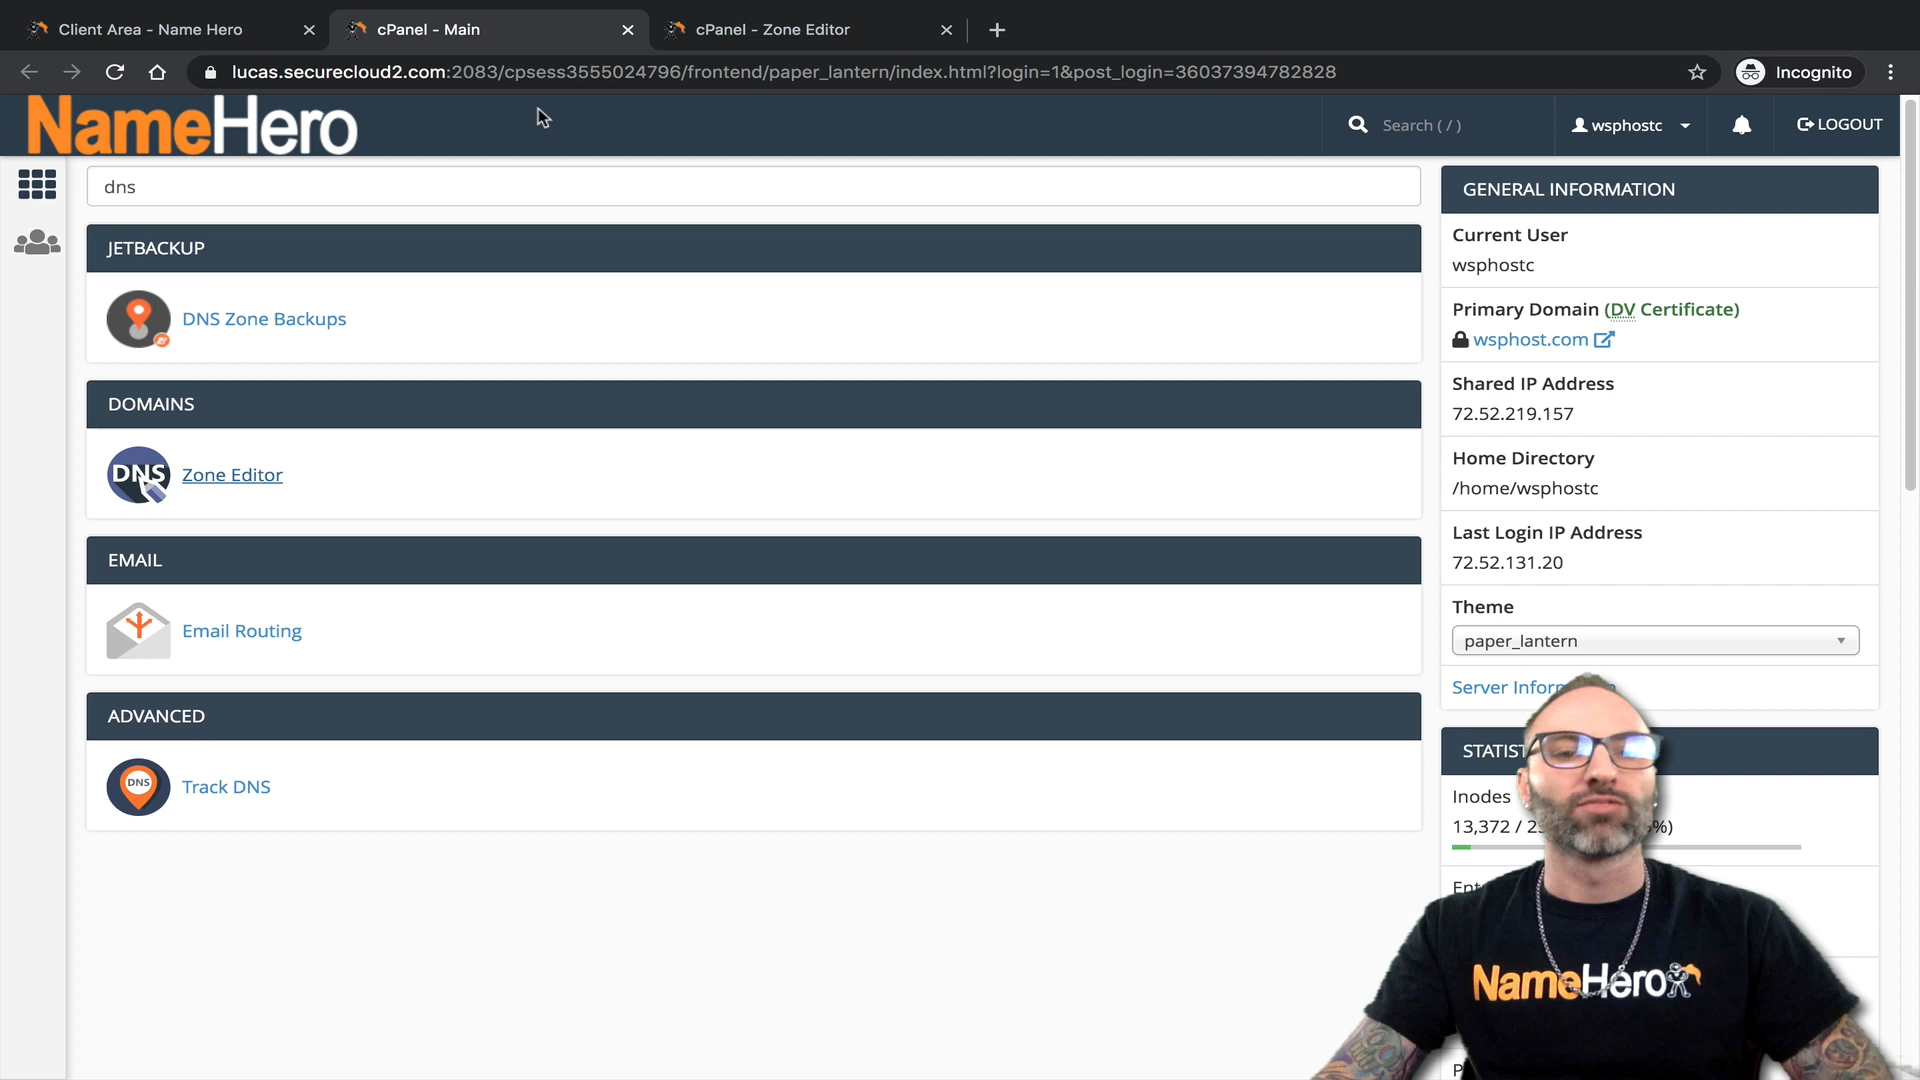 Client Area - Name Hero
cPanel - Main
cPanel - Zone Editor
lucas.securecloud2.com:2083/cpsess3555024796/frontend/paper_lantern/index.html?login=1&post_login=36037394782828
Incognito
NameHero
Search ( / )
wsphostc
LOGOUT
dns
JETBACKUP
DNS Zone Backups
DOMAINS
DNS
Zone Editor
EMAIL
Email Routing
ADVANCED
DNS
Track DNS
GENERAL INFORMATION
Current User
wsphostc
Primary Domain (DV Certificate)
wsphost.com
Shared IP Address
72.52.219.157
Home Directory
/home/wsphostc
Last Login IP Address
72.52.131.20
Theme
paper_lantern
Server
Inodes
13,372 /
NameHero